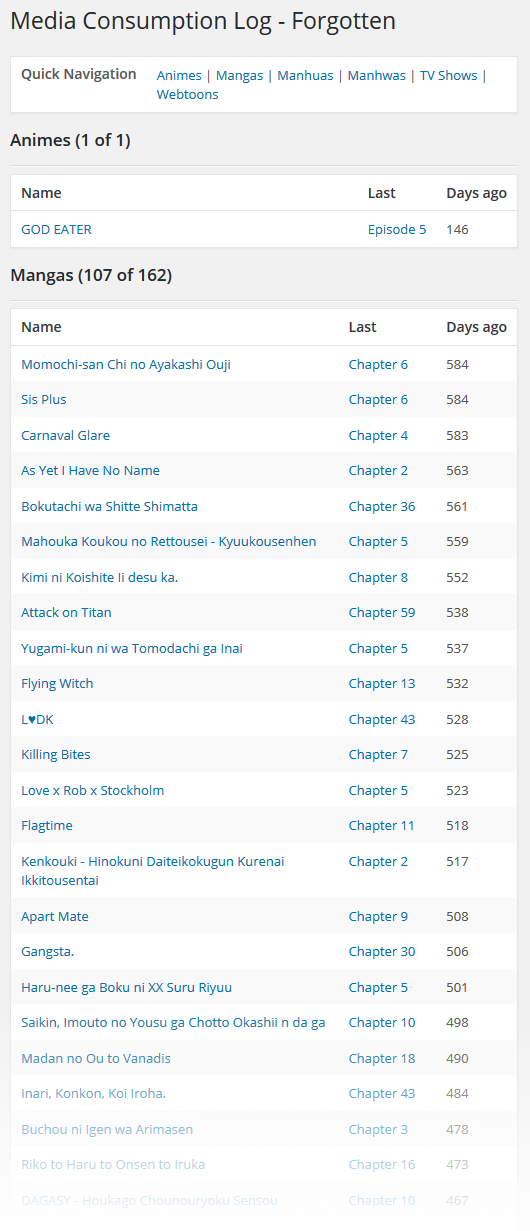 Media Consumption Log - Forgotten
Quick Navigation Animes | Mangas | Manhuas | Manhwas | TV Shows |
Webtoons
Animes (1 of 1)
Name Last Days ago
GOD EATER Episode 5 146
Mangas (107 of 162)
Name Last Days ago
Momochi-san Chi no Ayakashi Ouji Chapter 6 584
Sis Plus Chapter 6 584
Carnaval Glare Chapter 4 583
As Yet I Have No Name Chapter 2 563
Bokutachi wa Shitte Shimatta Chapter 36 561
Mahouka Koukou no Rettousei - Kyuukousenhen Chapter 5 559
Kimi ni Koishite Ii desu ka. Chapter 8 552
Attack on Titan Chapter 59 538
Yugami-kun ni wa Tomodachi ga Inai Chapter 5 537
Flying Witch Chapter 13 532
L♥DK Chapter 43 528
Killing Bites Chapter 7 525
Love x Rob x Stockholm Chapter 5 523
Flagtime Chapter 11 518
Kenkouki - Hinokuni Daiteikokugun Kurenai Chapter 2 517
Ikkitousentai
Apart Mate Chapter 9 508
Gangsta. Chapter 30 506
Haru-nee ga Boku ni XX Suru Riyuu Chapter 5 501
Saikin, Imouto no Yousu ga Chotto Okashii n da ga Chapter 10 498
Madan no Ou to Vanadis Chapter 18 490
Inari, Konkon, Koi Iroha. Chapter 43 484
Buchou ni Igen wa Arimasen Chapter 3 478
Riko to Haru to Onsen to Iruka Chapter 16 473
DAGASY - Houkago Chounouryoku Sensou Chapter 10 467